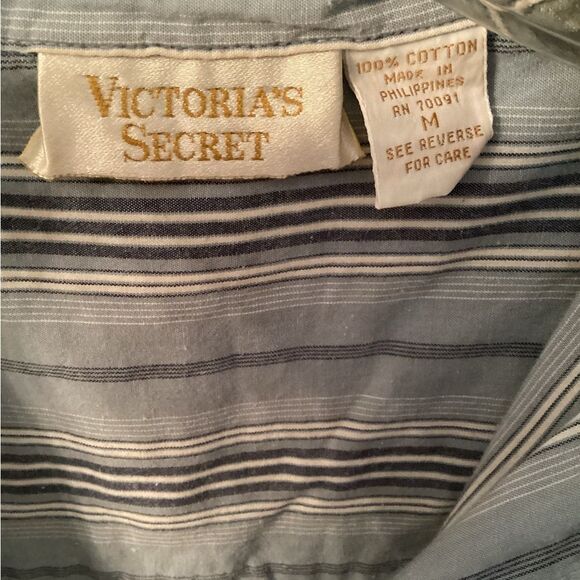 VICTORIA'S
SECRET
100% COTTON
MADE IN
PHILIPPINES
RN 70091
M
SEE REVERSE
FOR CARE